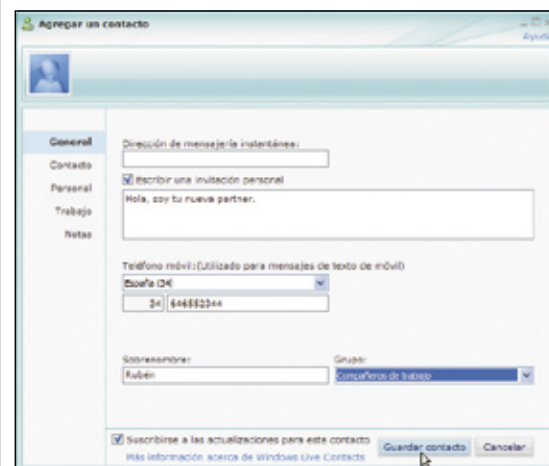 Agregar un contacto
Ayuda
General
Contacto
Personal
Trabajo
Notas
Dirección de mensajería instantánea:
Escribir una invitación personal
Hola, soy tu nueva partner.
Teléfono móvil:(Utilizado para mensajes de texto de móvil)
España (34)
34 646552344
Sobrenombre: Grupo:
Rubén Compañeros de trabajo
Suscribirse a las actualizaciones para este contacto
Más información acerca de Windows Live Contacts
Guardar contacto Cancelar